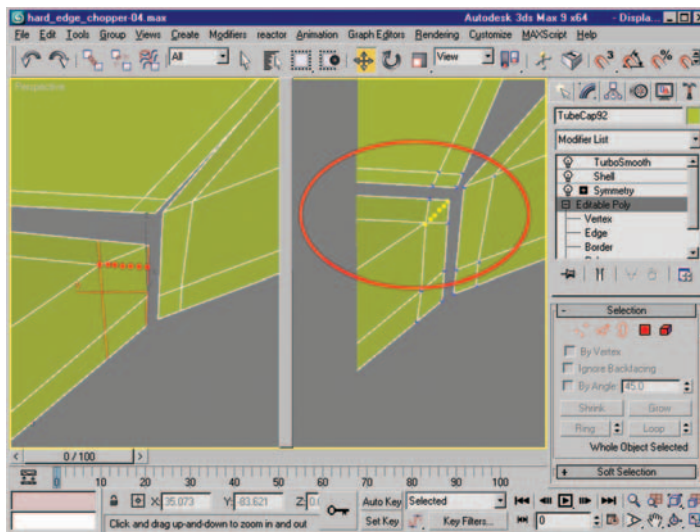 hard_edge_chopper-04.max
Autodesk 3ds Max 9 x64 - Displa...
File Edit Tools Group Views Create Modifiers reactor Animation Graph Editors Rendering Customize MAXScript Help
All
View
Perspective
TubeCap92
Modifier List
TurboSmooth
Shell
Symmetry
Editable Poly
Vertex
Edge
Border
Selection
By Vertex
Ignore Backfacing
By Angle: 45.0
Shrink Grow
Ring Loop
Whole Object Selected
Soft Selection
0 / 100
0 10 20 30 40 50 60 70 80 90 100
X: 35.073 Y: -83.621 Z:
Auto Key Selected
Click and drag up-and-down to zoom in and out
Set Key Key Filters... 0